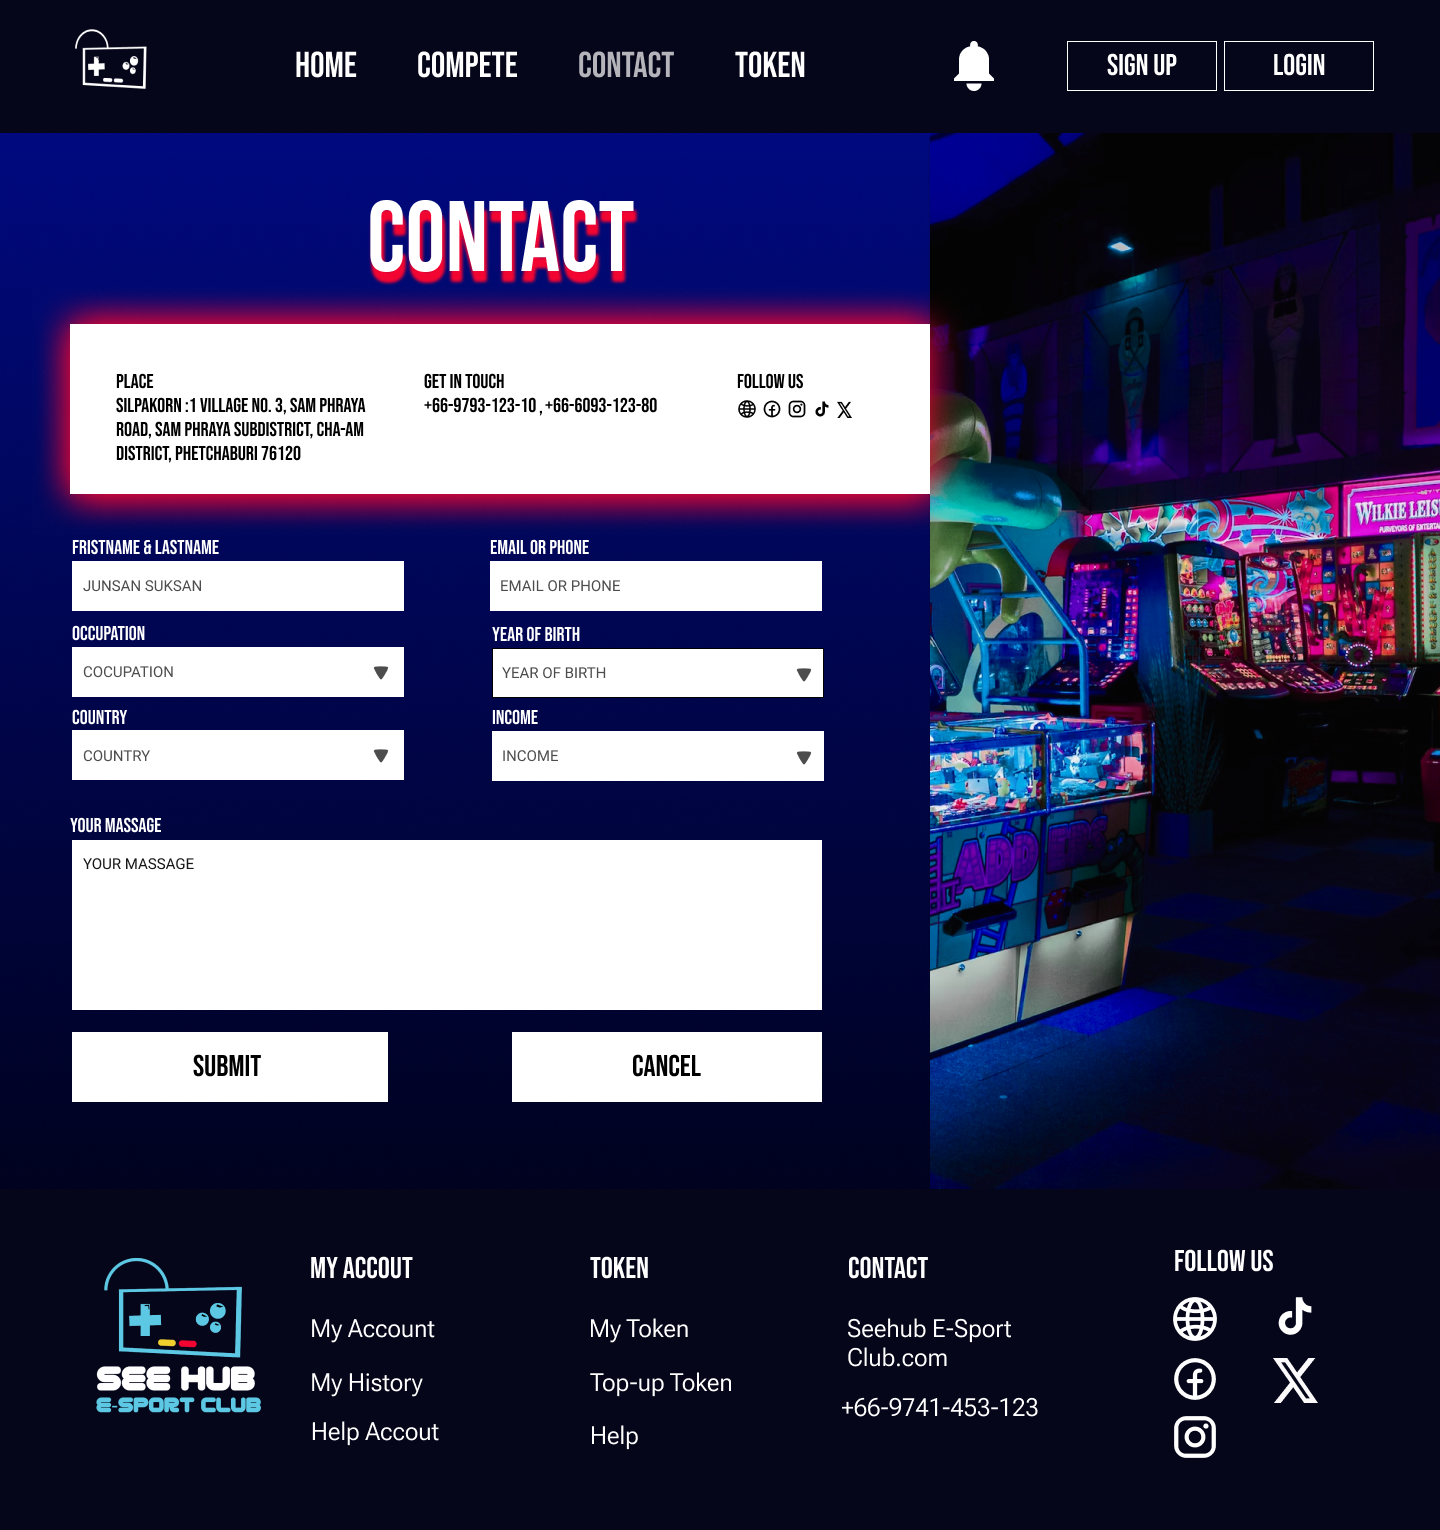 HOME COMPETE CONTACT TOKEN SIGN UP LOGIN
CONTACT
PLACE
SILPAKORN :1 VILLAGE NO. 3, SAM PHRAYA
ROAD, SAM PHRAYA SUBDISTRICT, CHA-AM
DISTRICT, PHETCHABURI 76120
GET IN TOUCH
+66-9793-123-10 , +66-6093-123-80
FOLLOW US
WILKIE LEIS
PURVEYORS OF ENTERTA
FRISTNAME & LASTNAME
JUNSAN SUKSAN
EMAIL OR PHONE
EMAIL OR PHONE
OCCUPATION
COCUPATION
YEAR OF BIRTH
YEAR OF BIRTH
COUNTRY
COUNTRY
INCOME
INCOME
YOUR MASSAGE
YOUR MASSAGE
ADD
SUBMIT
CANCEL
SEE HUB
E-SPORT CLUB
MY ACCOUT
My Account
My History
Help Accout
TOKEN
My Token
Top-up Token
Help
CONTACT
Seehub E-Sport
Club.com
+66-9741-453-123
FOLLOW US